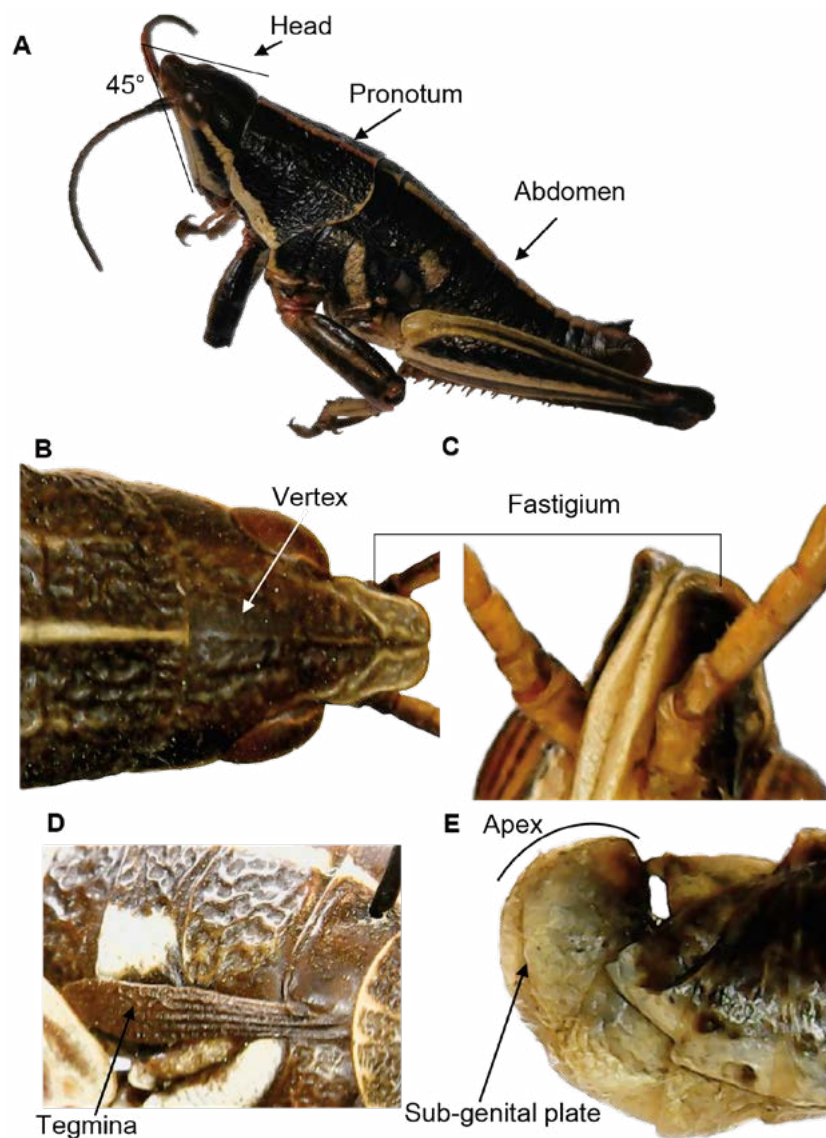 A
Head
45°
Pronotum
Abdomen
B
C
Vertex
Fastigium
D
E
Apex
Tegmina
Sub-genital plate